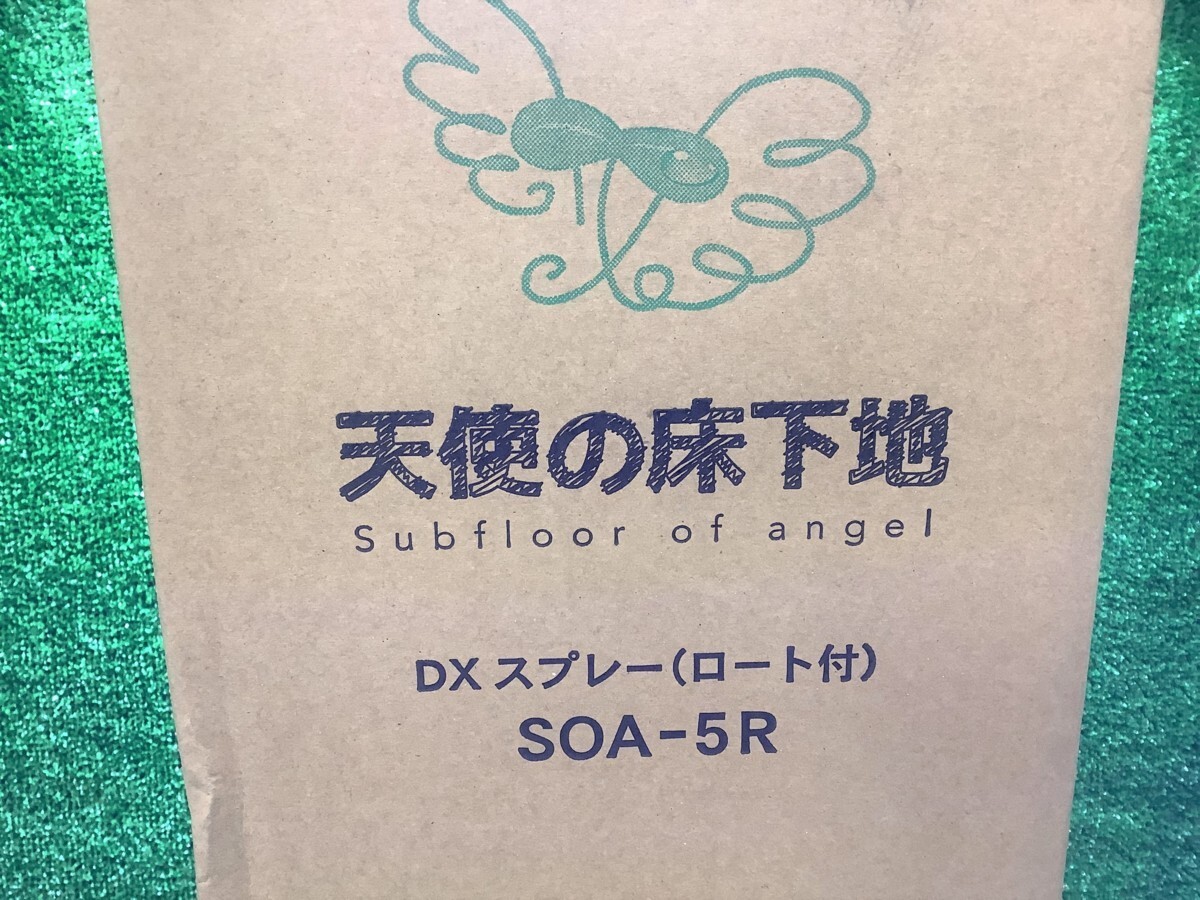 天使の床下地
Subfloor of angel
DX スプレー(ロート付)
SOA-5R